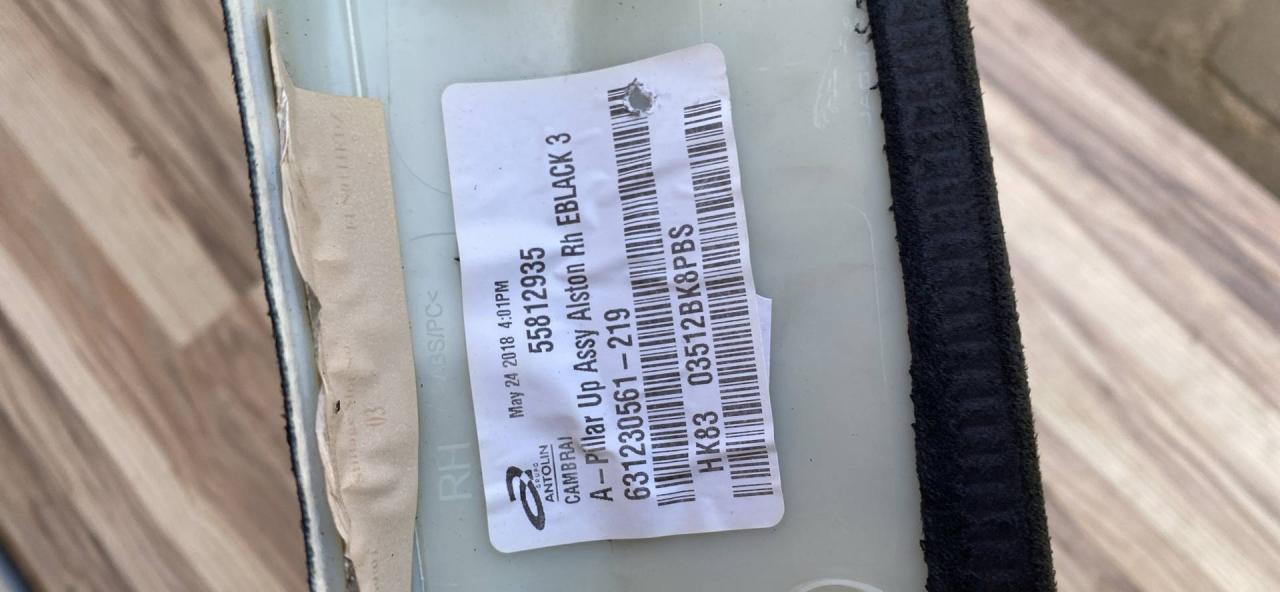 GRUPO
ANTOLIN
CAMBRAI
May 24 2018 4:01PM
55812935
A-Pillar Up Assy Alston Rh EBLACK 3
631230561-219
HK83 03512BK8PBS
RH